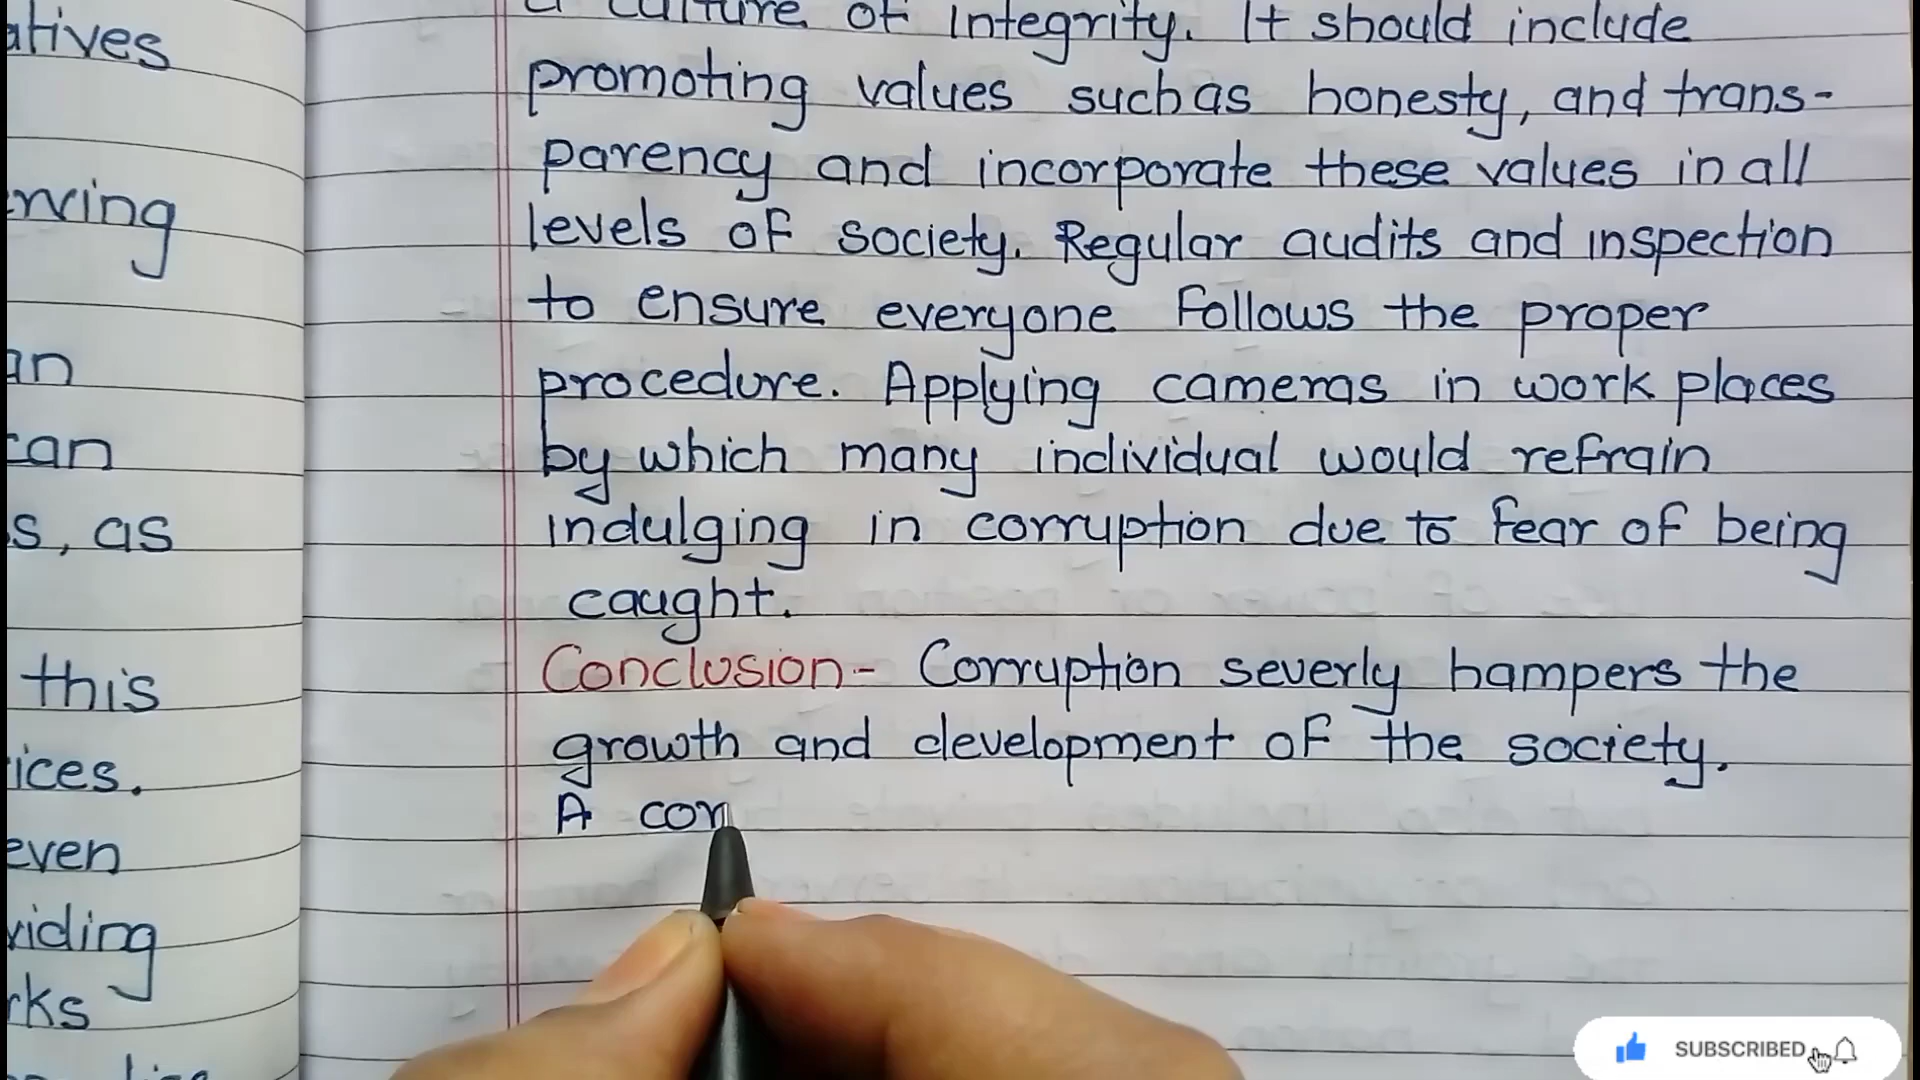 atives
an
can
s, as
this
ices.
even
viding
rks
a culture of integrity. It should include
promoting values such as honesty, and trans-
parency and incorporate these values in all
levels of society. Regular audits and inspection
to ensure everyone follows the proper
procedure. Applying cameras in work places
by which many individual would refrain
indulging in corruption due to fear of being
caught.
Conclusion- Corruption severly hampers the
growth and development of the society.
A cor
SUBSCRIBED